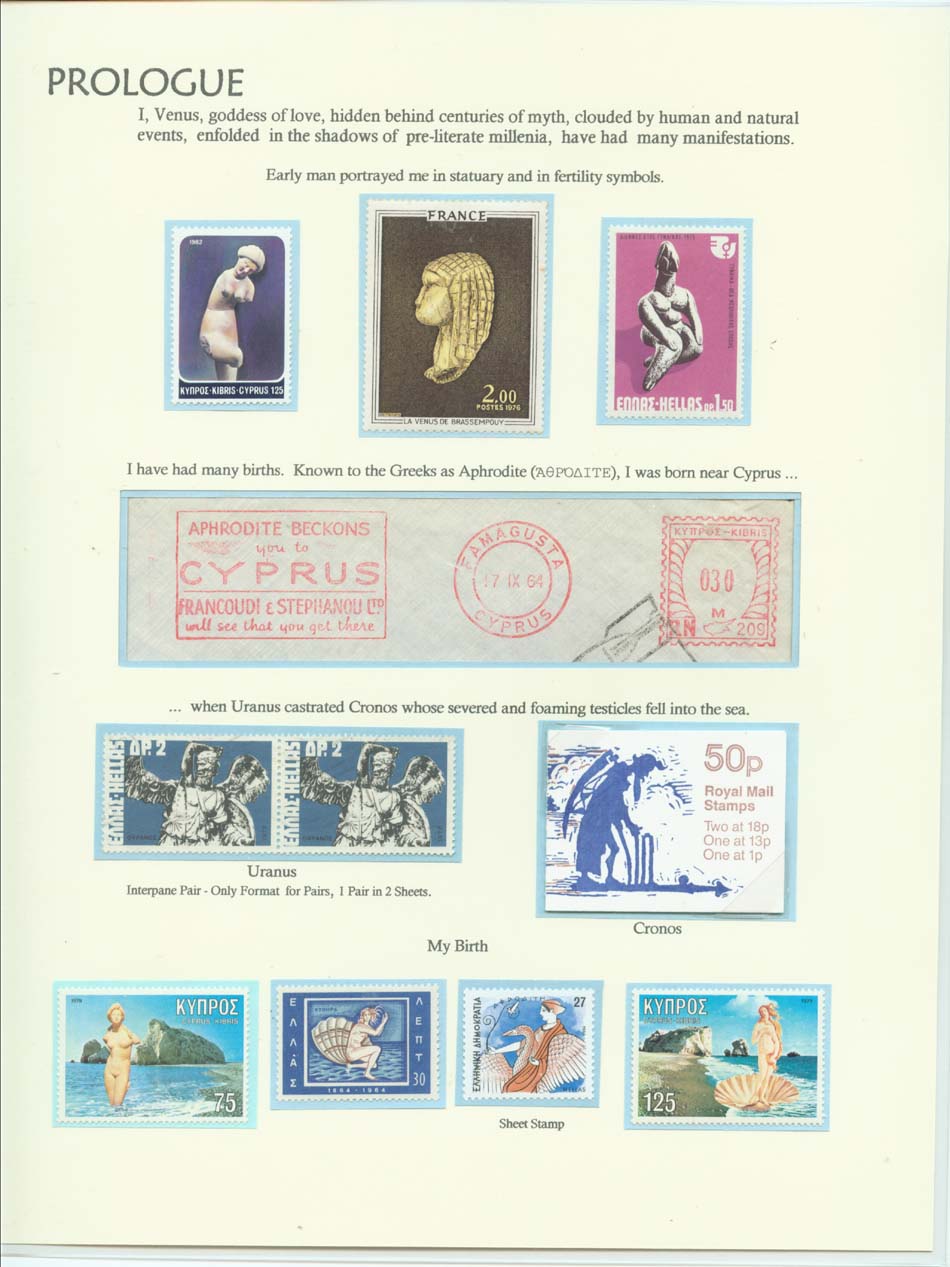 PROLOGUE
I, Venus, goddess of love, hidden behind centuries of myth, clouded by human and natural
events, enfolded in the shadows of pre-literate millenia, have had many manifestations.
Early man portrayed me in statuary and in fertility symbols.
1982
ΚΥΠΡΟΣ·KIBRIS·CYPRUS 125
FRANCE
2,00
POSTES 1976
LA VENUS DE BRASSEMPOUY
ΕΛΛΑΣ·HELLAS ΔΡ.1,50
I have had many births. Known to the Greeks as Aphrodite (ἈΘΡΟΔΙΤΕ), I was born near Cyprus ...
APHRODITE BECKONS
you to
CYPRUS
FRANCOUDI & STEPHANOU LTD
will see that you get there
FAMAGUSTA
17 IX 64
CYPRUS
ΚΥΠΡΟΣ-KIBRIS
030
M
209
... when Uranus castrated Cronos whose severed and foaming testicles fell into the sea.
ΕΛΛΑΣ-HELLAS
ΔΡ. 2
ΕΛΛΑΣ-HELLAS
ΔΡ. 2
50p
Royal Mail
Stamps
Two at 18p
One at 13p
One at 1p
Uranus
Interpane Pair - Only Format for Pairs, 1 Pair in 2 Sheets.
Cronos
My Birth
1979
ΚΥΠΡΟΣ
CYPRUS KIBRIS
75
ΕΛΛΑΣ
ΛΕΠΤΑ
30
1864-1964
ΑΦΡΟΔΙΤΗ
27
ΕΛΛΗΝΙΚΗ ΔΗΜΟΚΡΑΤΙΑ
HELLAS
ΚΥΠΡΟΣ
CYPRUS KIBRIS
1979
125
Sheet Stamp